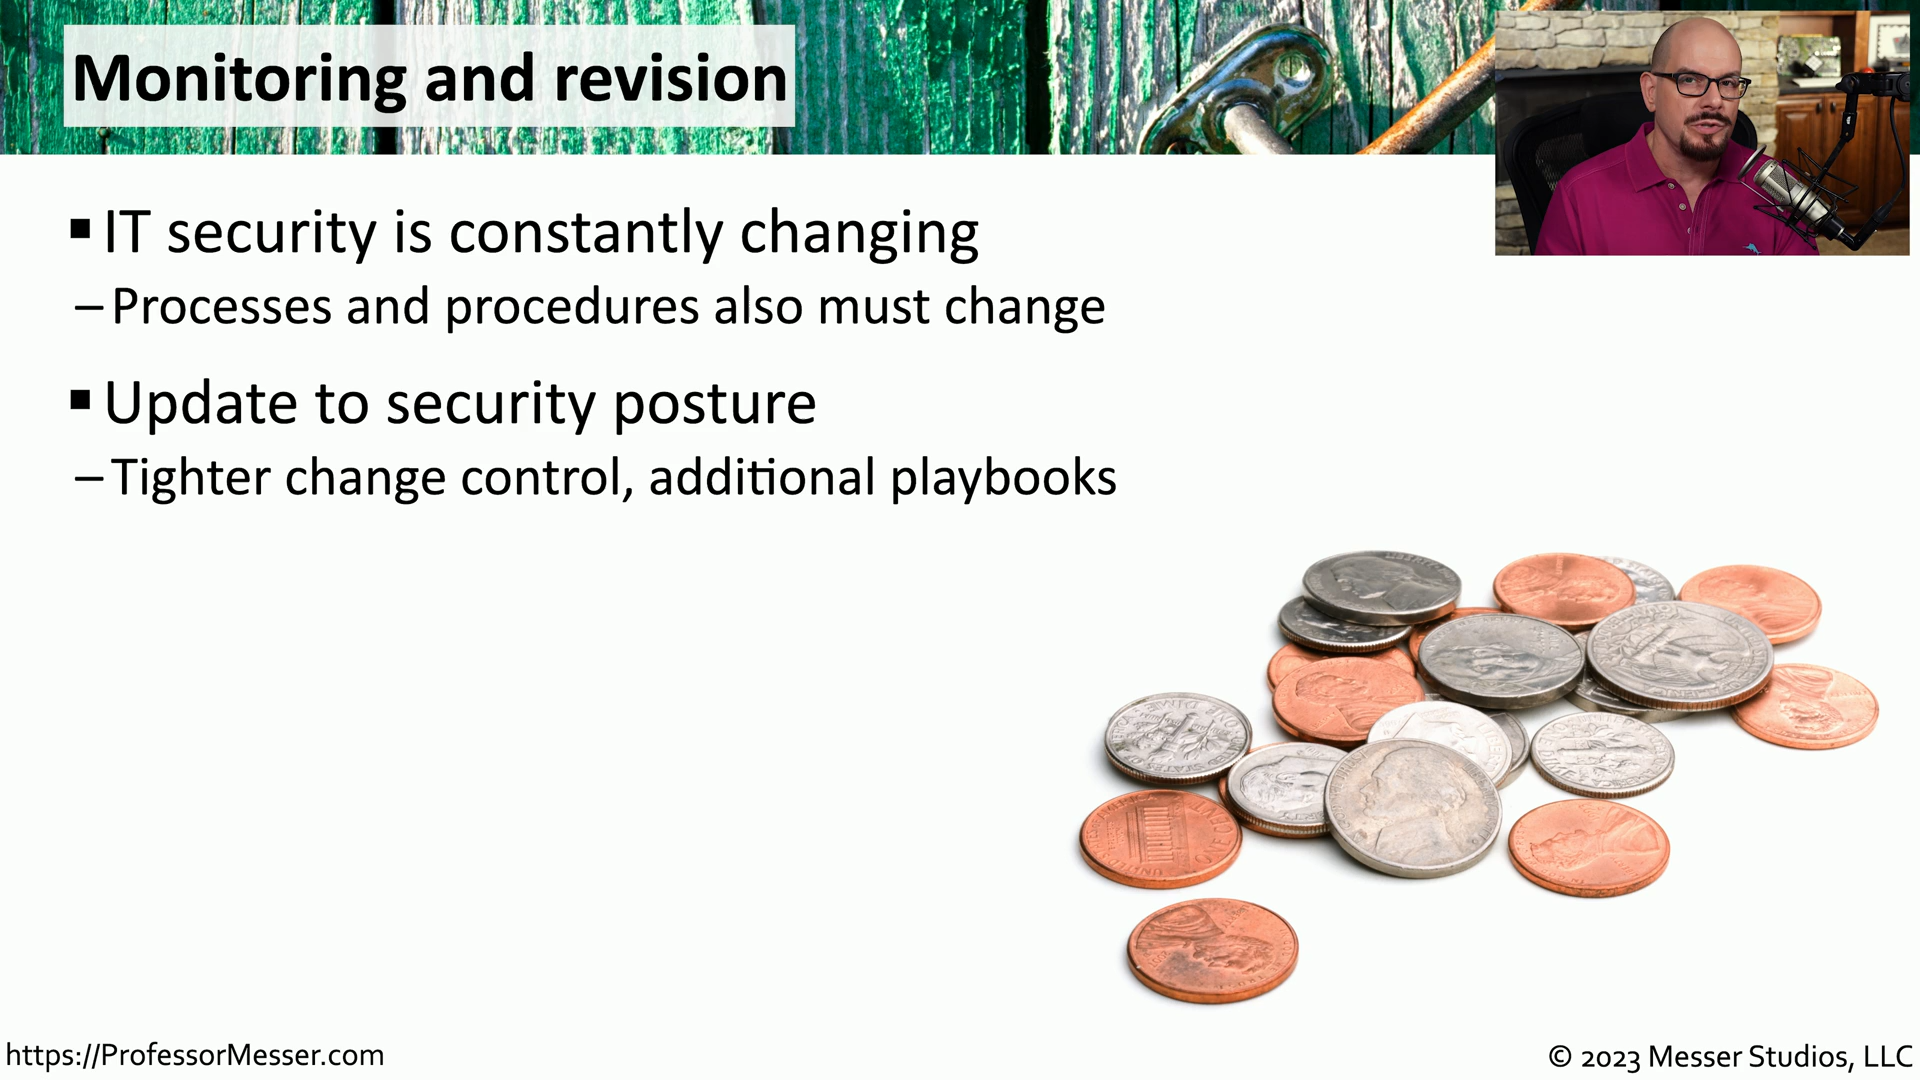 Monitoring and revision
▪ IT security is constantly changing
– Processes and procedures also must change
▪ Update to security posture
– Tighter change control, additional playbooks
https://ProfessorMesser.com
© 2023 Messer Studios, LLC